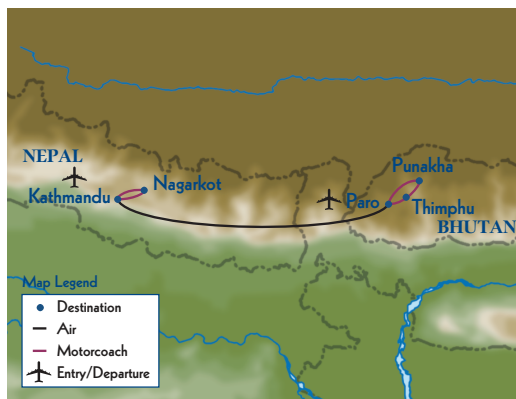 Punakha
NEPAL
Nagarkot
Kathmandu
Paro
Thimphu
BHUTAN
Map Legend
Destination
Air
Motorcoach
Entry/Departure